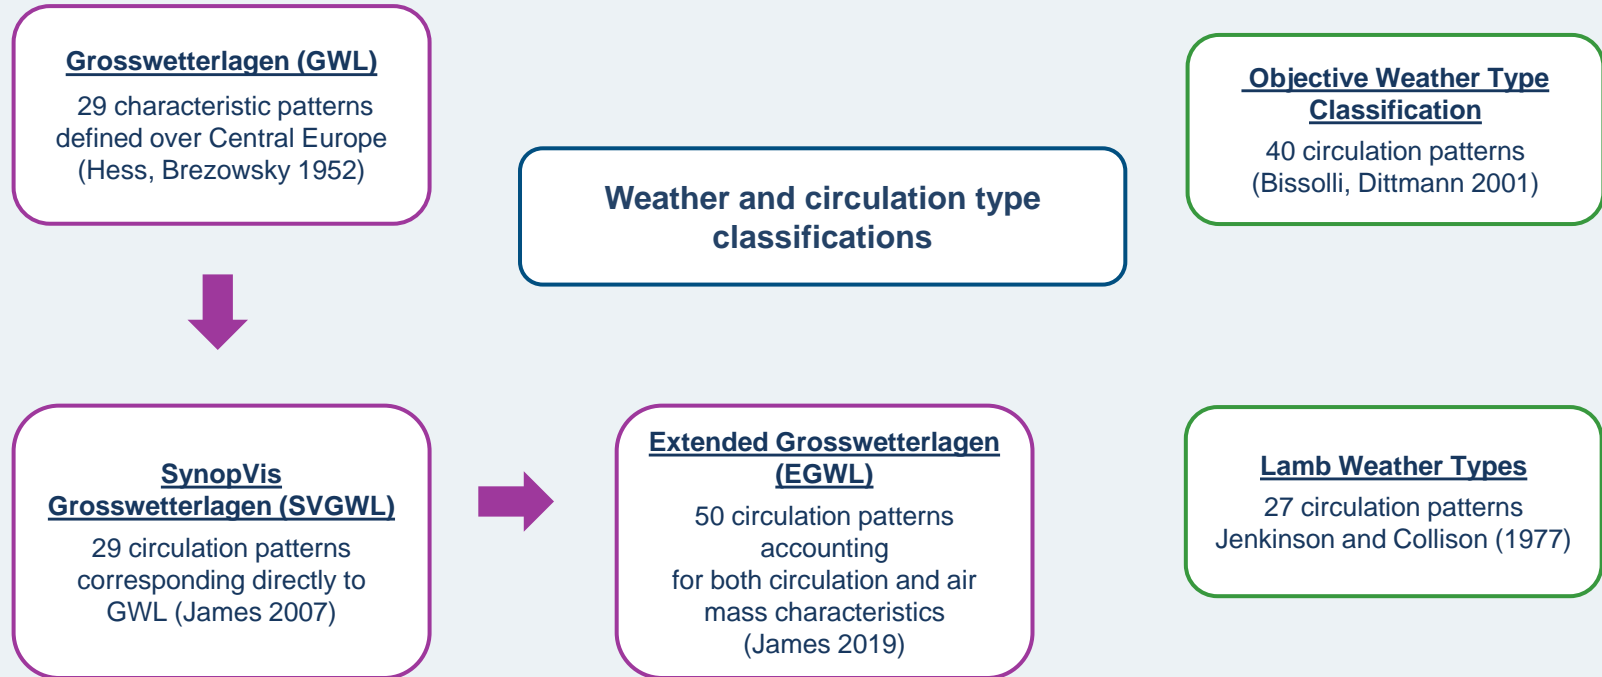 Grosswetterlagen (GWL)
29 characteristic patterns
defined over Central Europe
(Hess, Brezowsky 1952)
Weather and circulation type
classifications
Objective Weather Type
Classification
40 circulation patterns
(Bissolli, Dittmann 2001)
SynopVis
Grosswetterlagen (SVGWL)
29 circulation patterns
corresponding directly to
GWL (James 2007)
Extended Grosswetterlagen
(EGWL)
50 circulation patterns
accounting
for both circulation and air
mass characteristics
(James 2019)
Lamb Weather Types
27 circulation patterns
Jenkinson and Collison (1977)